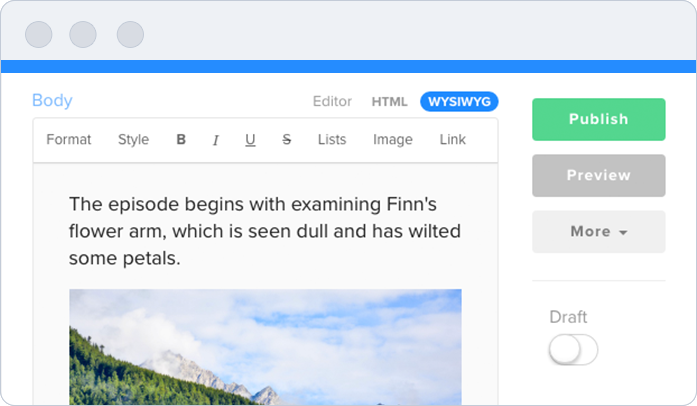 Body
Editor HTML WYSIWYG
Publish
Format Style B I U S Lists Image Link
Preview
The episode begins with examining Finn's
flower arm, which is seen dull and has wilted
some petals.
More
Draft